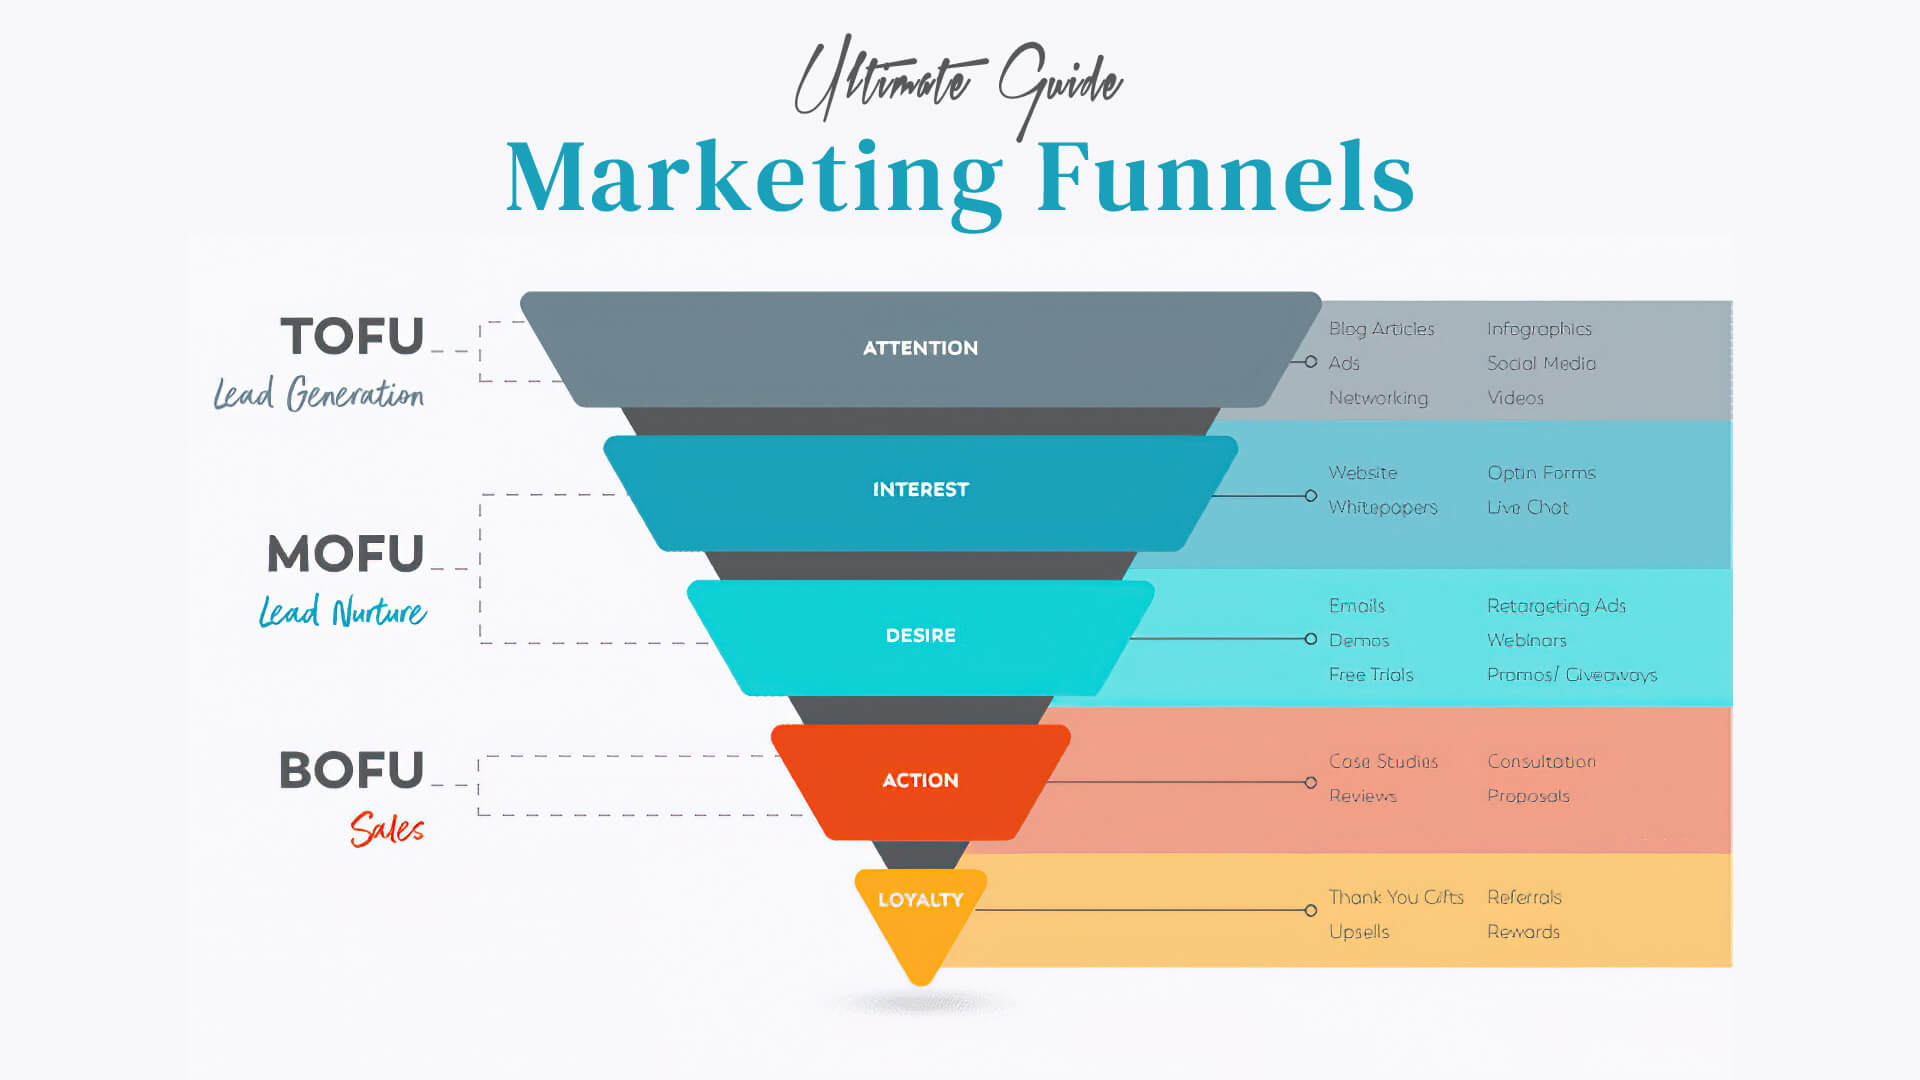 Ultimate Guide
Marketing Funnels
TOFU
Lead Generation
ATTENTION
Blog Articles Infographics
Ads Social Media
Networking Videos
MOFU
Lead Nurture
INTEREST
Website Optin Forms
Whitepapers Live Chat
DESIRE
Emails Retargeting Ads
Demos Webinars
Free Trials Promos/ Giveaways
BOFU
Sales
ACTION
Case Studies Consultation
Reviews Proposals
LOYALTY
Thank You Gifts Referrals
Upsells Rewards